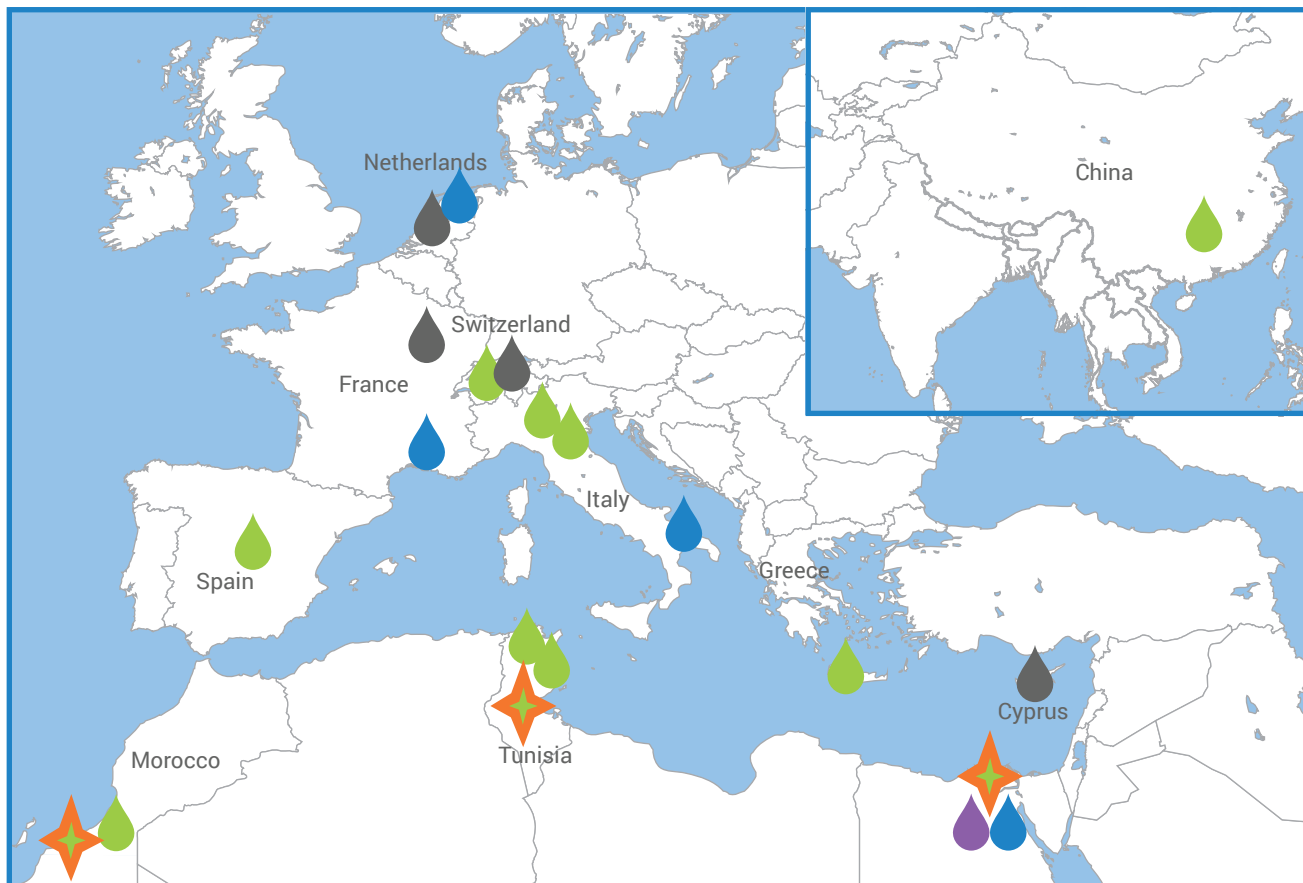 Netherlands
China
Switzerland
France
Italy
Spain
Greece
Cyprus
Tunisia
Morocco